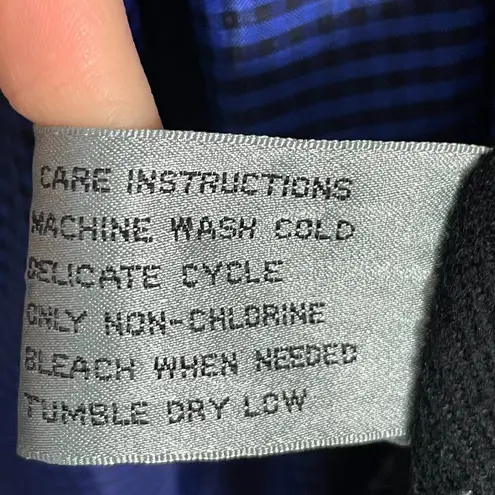 CARE INSTRUCTIONS
MACHINE WASH COLD
DELICATE CYCLE
ONLY NON-CHLORINE
BLEACH WHEN NEEDED
TUMBLE DRY LOW